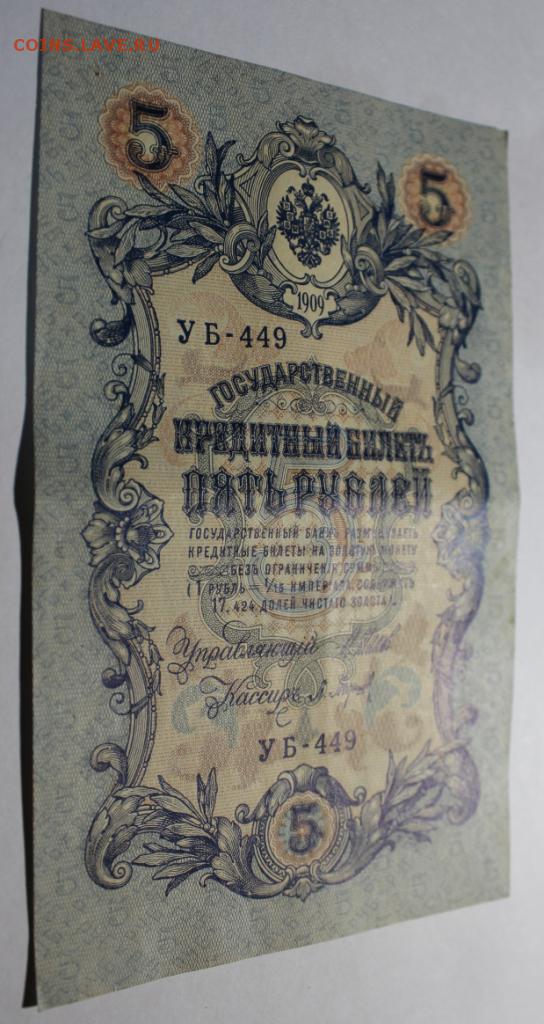 COINS.LAVE.RU
5 5
1909
УБ-449
ГОСУДАРСТВЕННЫЙ
КРЕДИТНЫЙ БИЛЕТЪ
ПЯТЬ РУБЛЕЙ
ГОСУДАРСТВЕННЫЙ БАНКЪ РАЗМѢНИВАЕТЪ
КРЕДИТНЫЕ БИЛЕТЫ НА ЗОЛОТУЮ МОНЕТУ
БЕЗЪ ОГРАНИЧЕНІЯ СУММЫ
(1 РУБЛЬ = 1/15 ИМПЕРІАЛА, СОДЕРЖИТЪ
17,424 ДОЛЕЙ ЧИСТАГО ЗОЛОТА).
Управляющій
Кассиръ
УБ-449
5